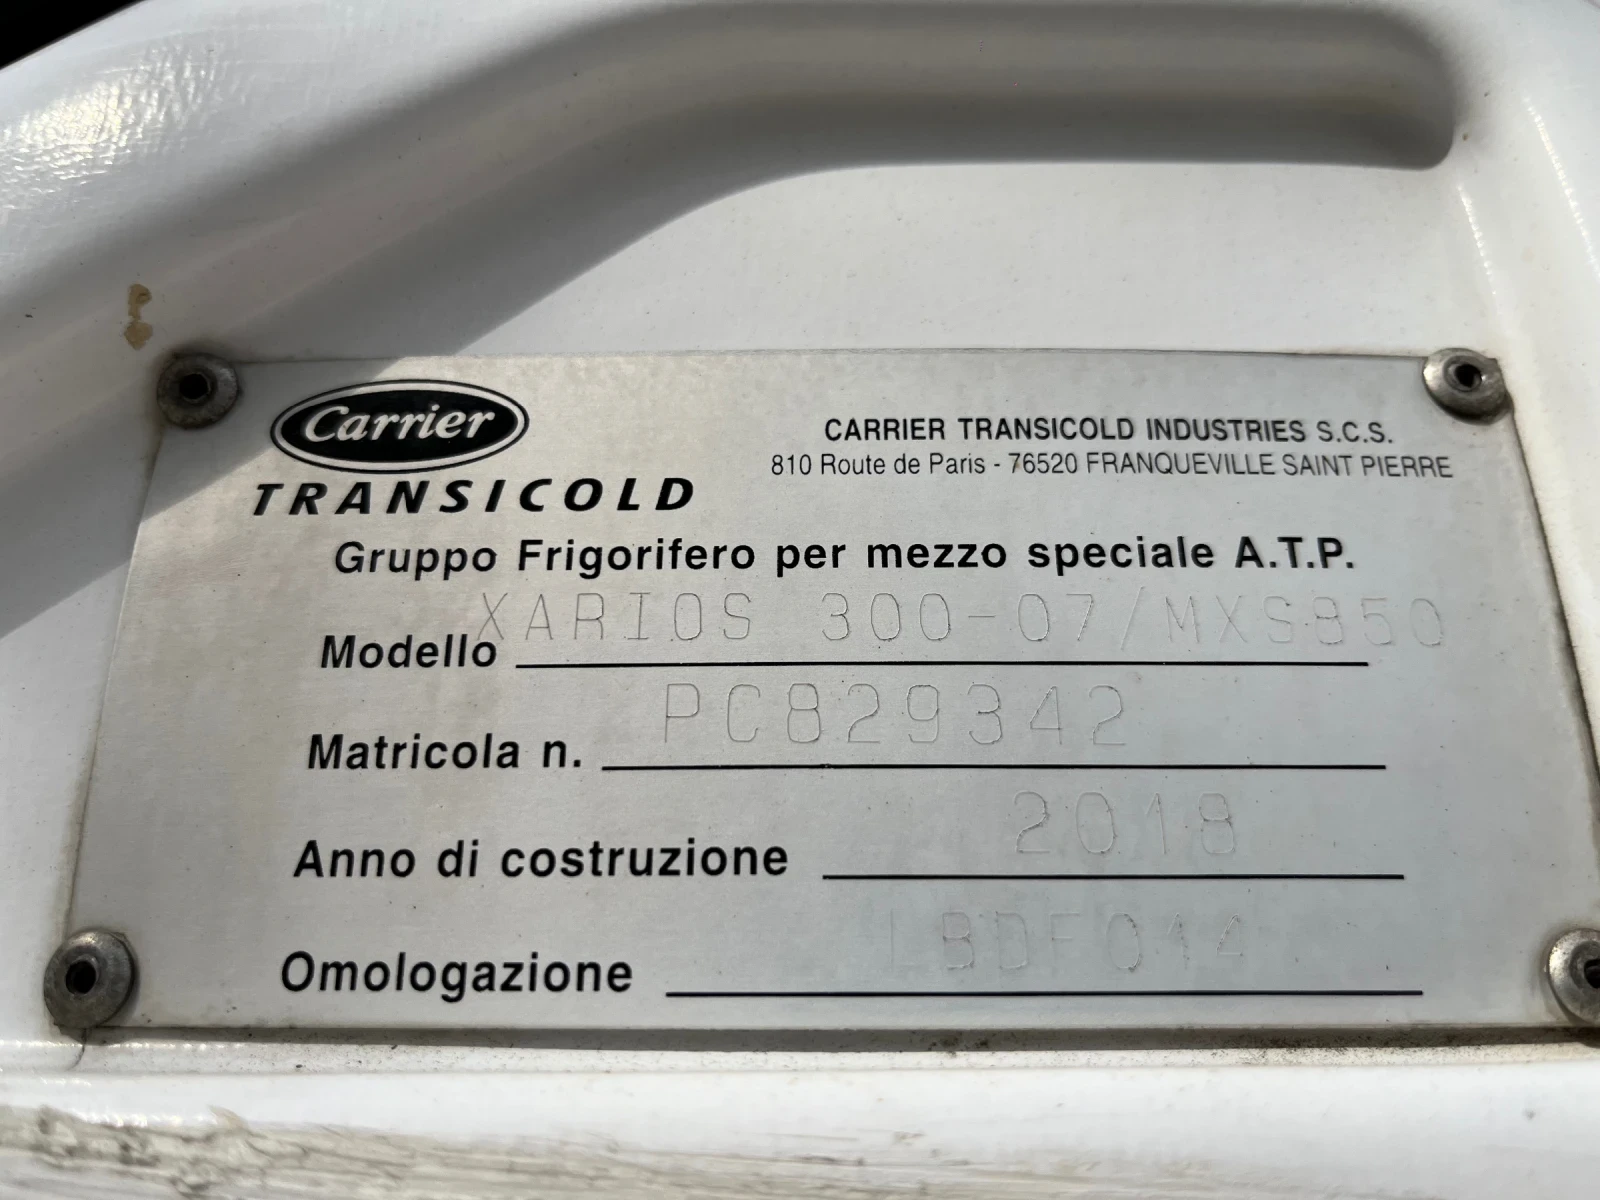 Carrier
TRANSICOLD
CARRIER TRANSICOLD INDUSTRIES S.C.S.
810 Route de Paris - 76520 FRANQUEVILLE SAINT PIERRE
Gruppo Frigorifero per mezzo speciale A.T.P.
Modello XARIOS 300-07/MXS850
Matricola n. PC829342
Anno di costruzione 2018
Omologazione LBDF014